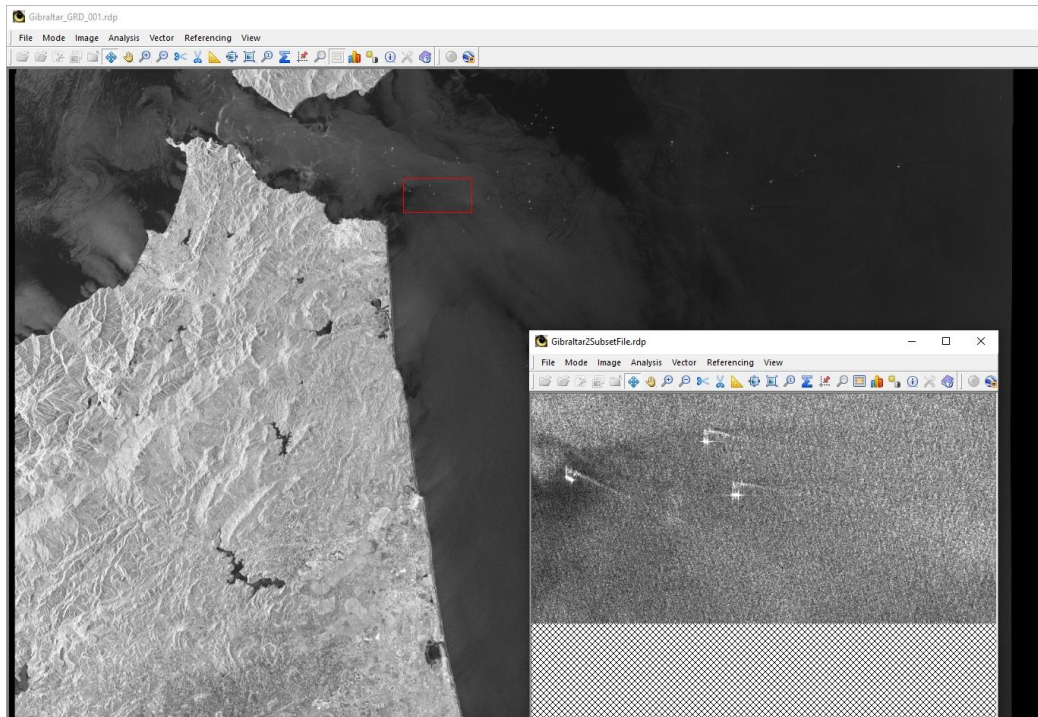 Gibraltar_GRD_001.rdp
File Mode Image Analysis Vector Referencing View
Gibraltar2SubsetFile.rdp
File Mode Image Analysis Vector Referencing View